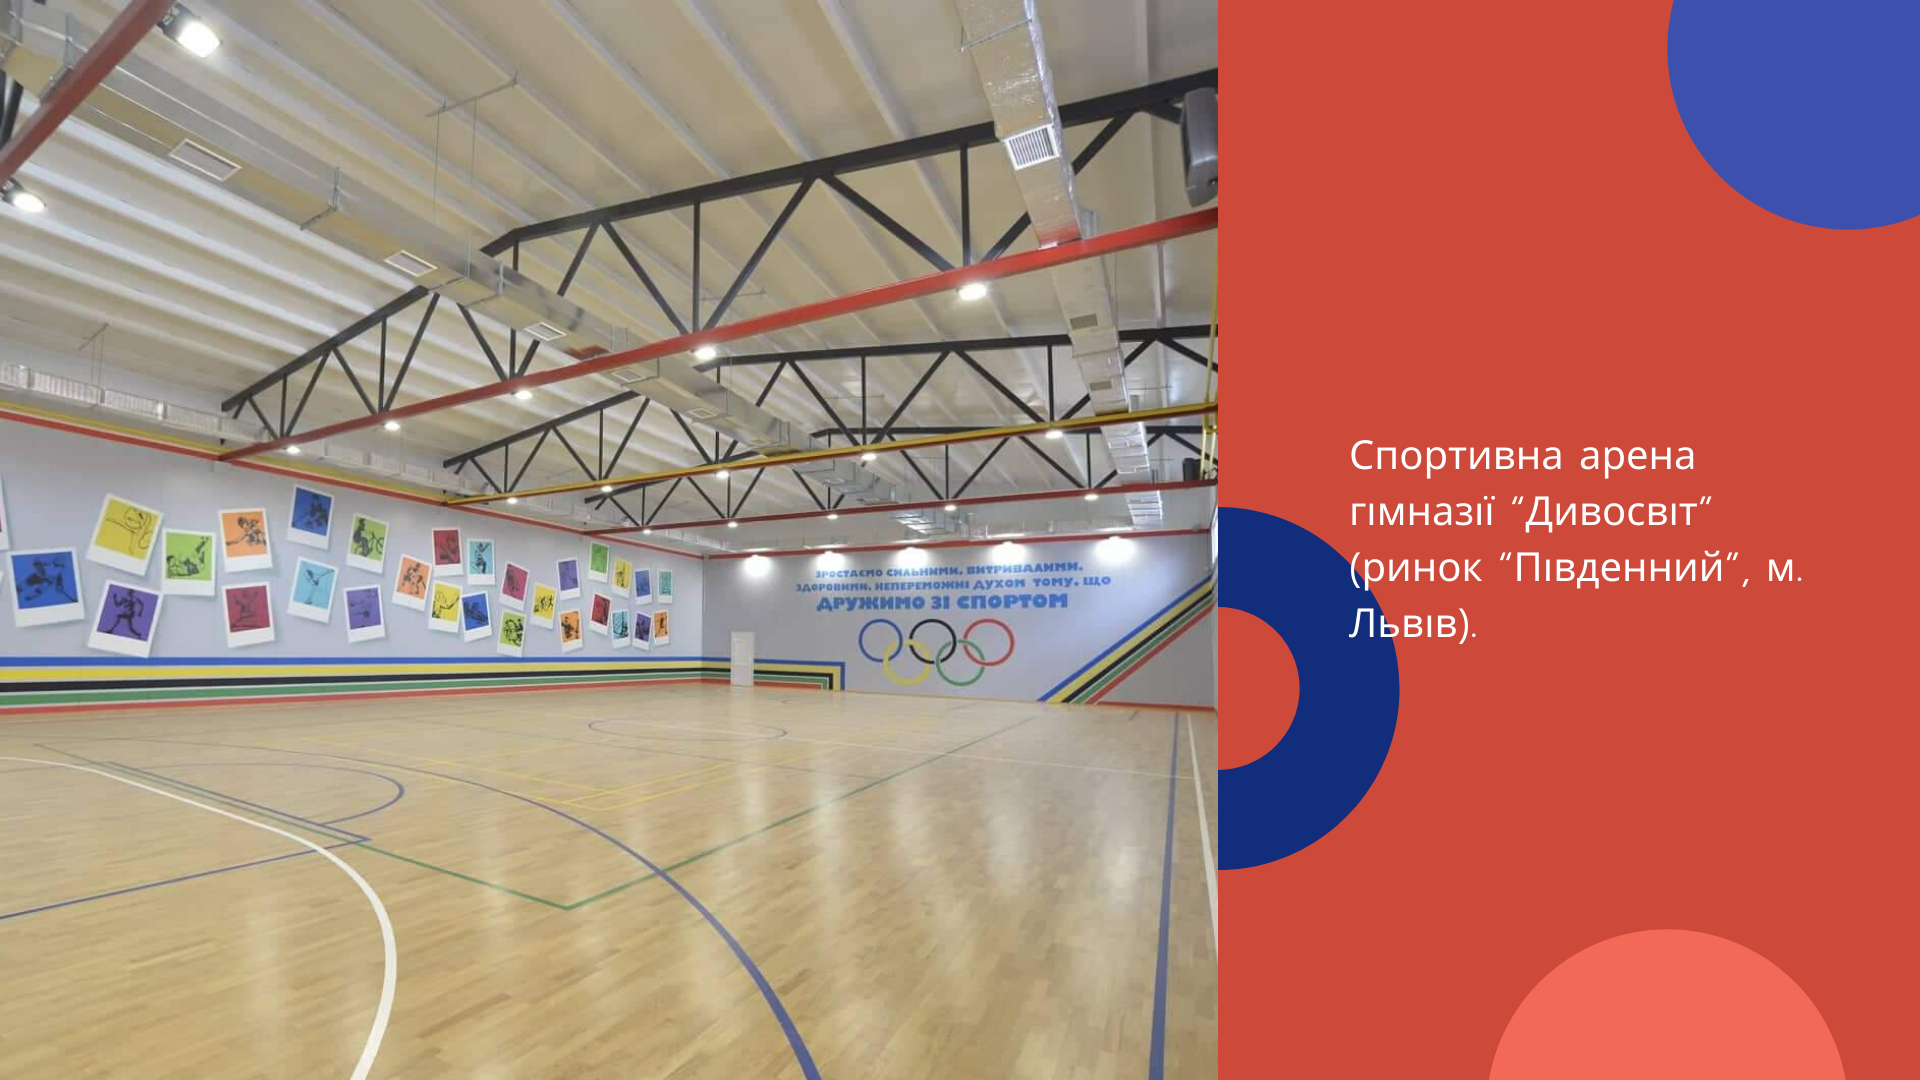 ЗРОСТАЄМО СИЛЬНИМИ, ВИТРИВАЛИМИ,
ЗДОРОВИМИ, НЕПЕРЕМОЖНІ ДУХОМ ТОМУ, ЩО
ДРУЖИМО ЗІ СПОРТОМ
Спортивна арена
гімназії “Дивосвіт”
(ринок “Південний”, м.
Львів).